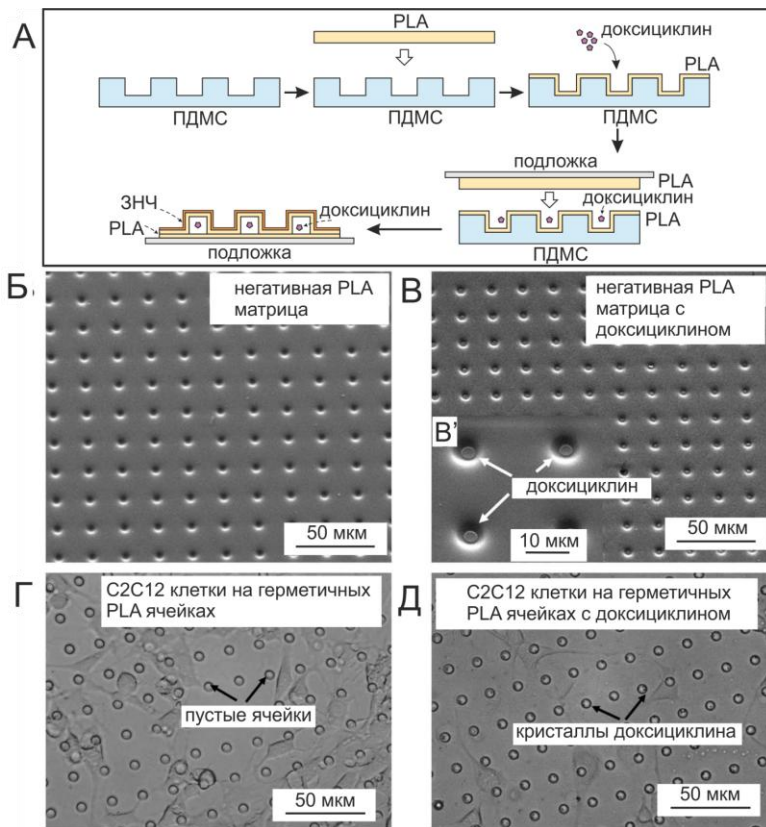 А
PLA
доксициклин
PLA
ПДМС
ПДМС
ПДМС
подложка
PLA
ЗНЧ
доксициклин
доксициклин
PLA
PLA
подложка
ПДМС
Б
негативная PLA
матрица
50 мкм
В
негативная PLA
матрица с
доксициклином
В'
доксициклин
10 мкм
50 мкм
Г
C2C12 клетки на герметичных
PLA ячейках
пустые ячейки
50 мкм
Д
C2C12 клетки на герметичных
PLA ячейках с доксициклином
кристаллы доксициклина
50 мкм